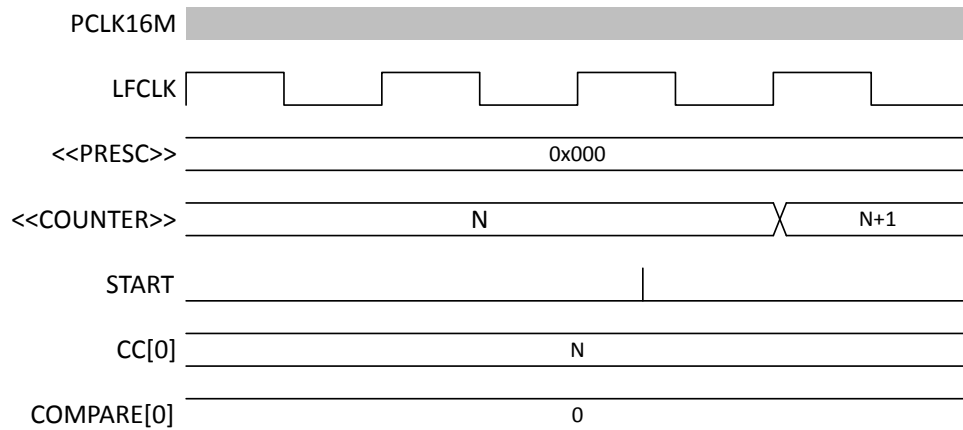 PCLK16M
LFCLK
<<PRESC>> 0x000
<<COUNTER>> N N+1
START
CC[0] N
COMPARE[0] 0